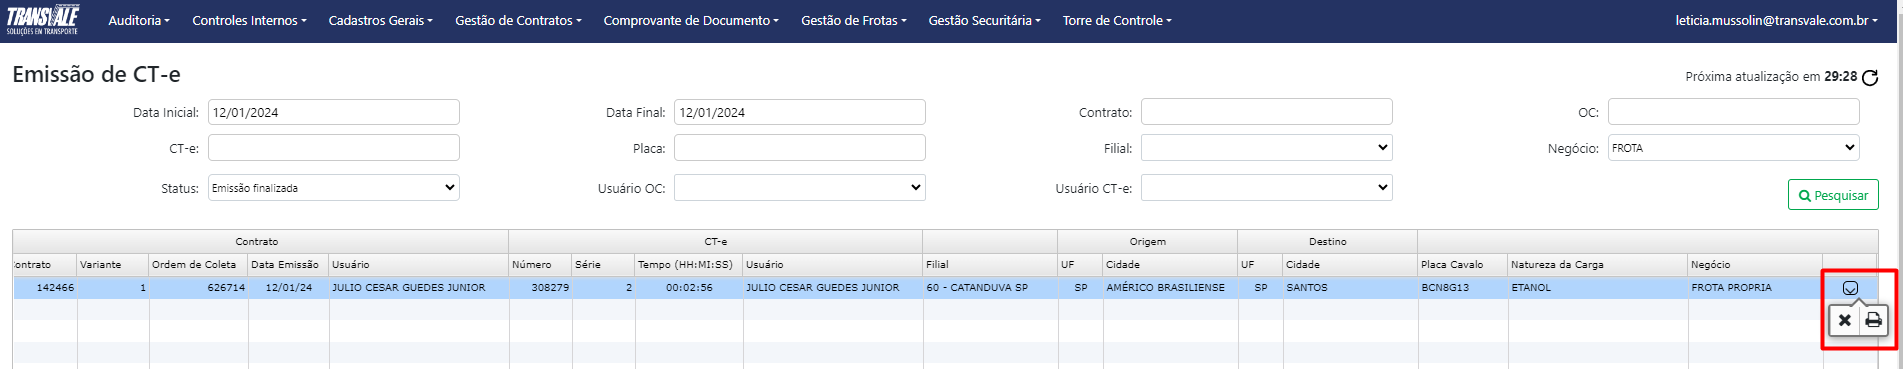 TRANSVALE
SOLUÇÕES EM TRANSPORTE
Auditoria Controles Internos Cadastros Gerais Gestão de Contratos Comprovante de Documento Gestão de Frotas Gestão Securitária Torre de Controle leticia.mussolin@transvale.com.br
Emissão de CT-e
Próxima atualização em 29:28
Data Inicial: 12/01/2024 Data Final: 12/01/2024 Contrato: OC:
CT-e: Placa: Filial: Negócio: FROTA
Status: Emissão finalizada Usuário OC: Usuário CT-e:
Pesquisar
Contrato CT-e Origem Destino
ontrato Variante Ordem de Coleta Data Emissão Usuário Número Série Tempo (HH:MI:SS) Usuário Filial UF Cidade UF Cidade Placa Cavalo Natureza da Carga Negócio
142466 1 626714 12/01/24 JULIO CESAR GUEDES JUNIOR 308279 2 00:02:56 JULIO CESAR GUEDES JUNIOR 60 - CATANDUVA SP SP AMÉRICO BRASILIENSE SP SANTOS BCN8G13 ETANOL FROTA PROPRIA